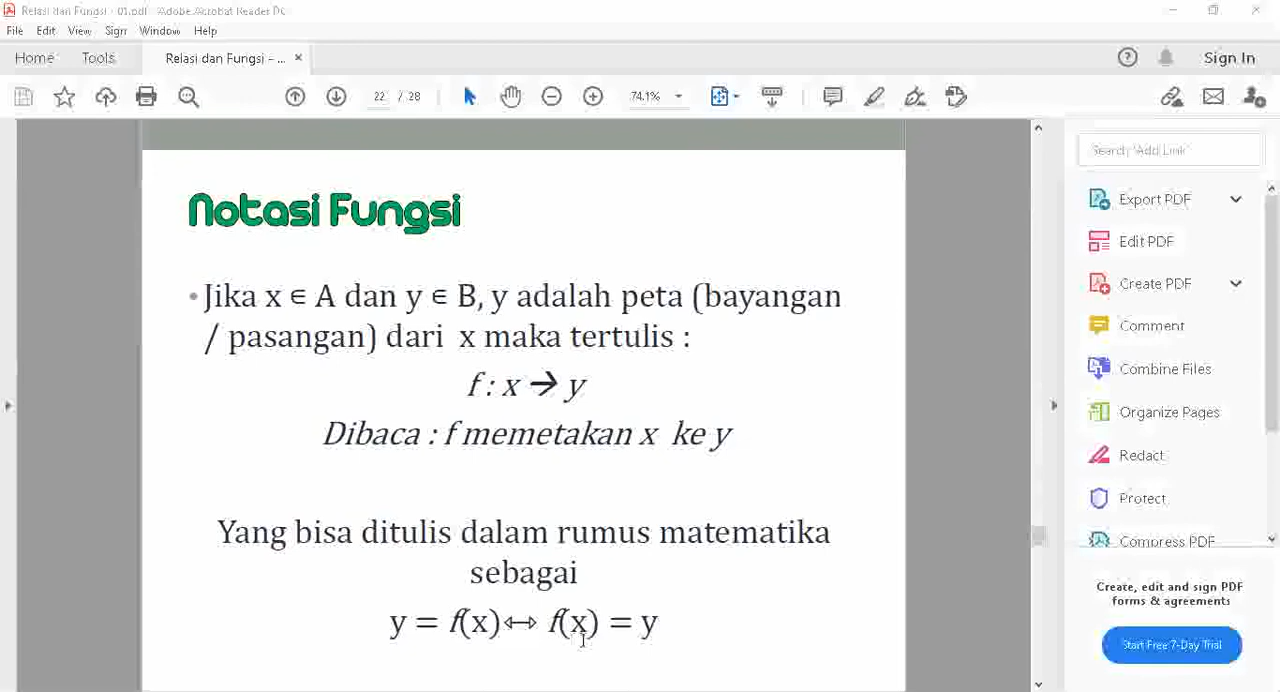 Relasi dan Fungsi - 01.pdf - Adobe Acrobat Reader DC
File Edit View Sign Window Help
Home Tools Relasi dan Fungsi – ... × Sign In
22 / 28 74.1%
Search 'Add Link'
Notasi Fungsi
• Jika x ∈ A dan y ∈ B, y adalah peta (bayangan
/ pasangan) dari x maka tertulis :
f : x → y
Dibaca : f memetakan x ke y
Yang bisa ditulis dalam rumus matematika
sebagai
y = f(x)↔ f(x) = y
Export PDF
Edit PDF
Create PDF
Comment
Combine Files
Organize Pages
Redact
Protect
Compress PDF
Create, edit and sign PDF
forms & agreements
Start Free 7-Day Trial